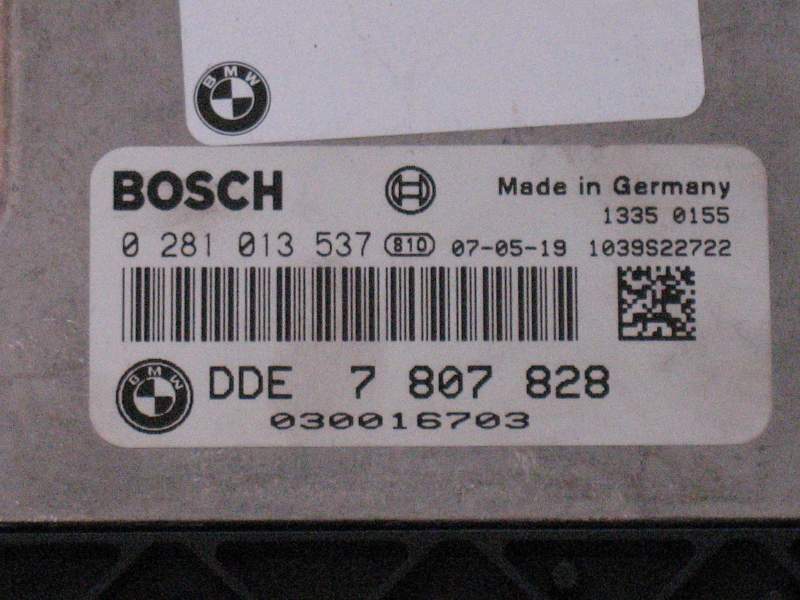 BMW
BOSCH
Made in Germany
1335 0155
0 281 013 537 810 07-05-19 1039S22722
BMW
DDE 7 807 828
030016703